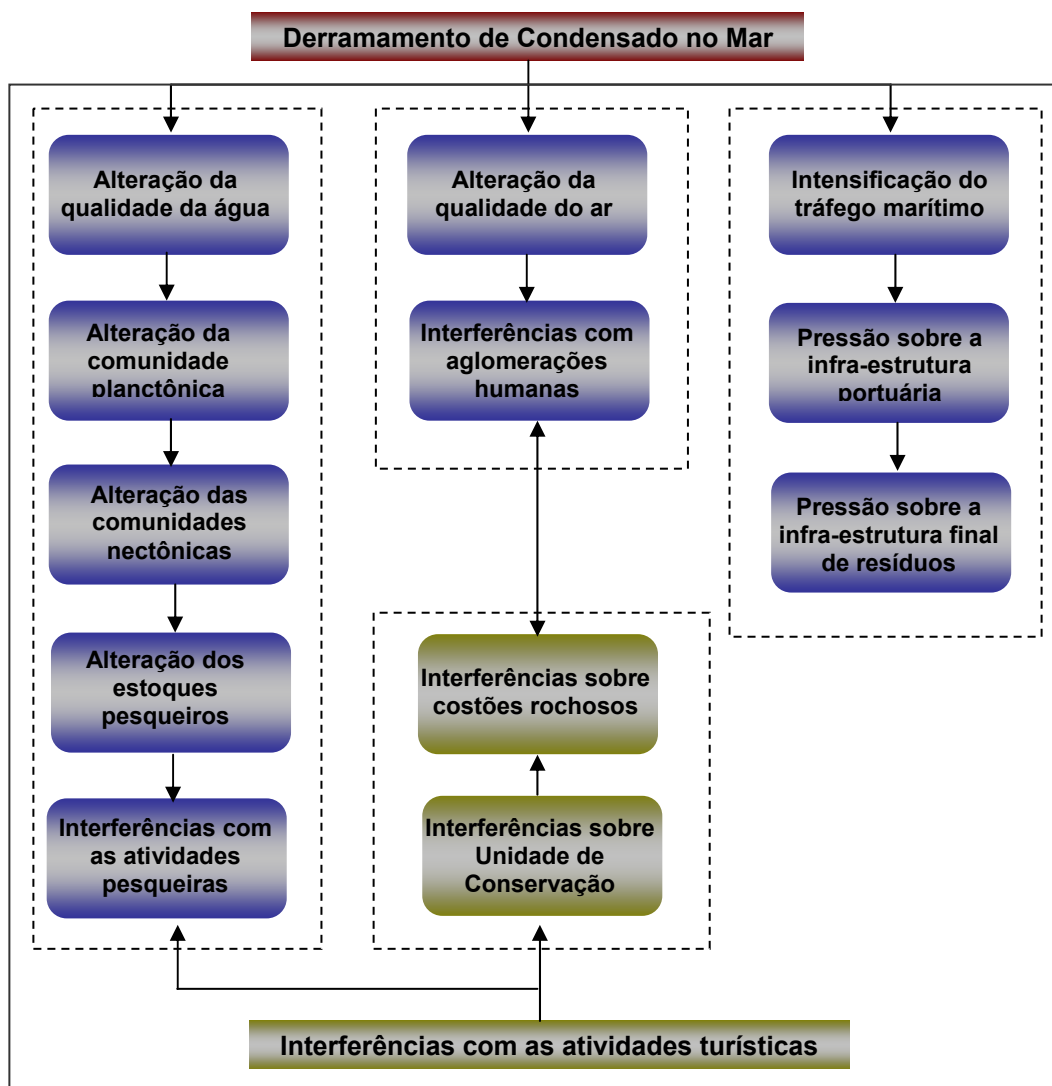 Derramamento de Condensado no Mar
Alteração da
qualidade da água
Alteração da
comunidade
planctônica
Alteração das
comunidades
nectônicas
Alteração dos
estoques
pesqueiros
Interferências com
as atividades
pesqueiras
Alteração da
qualidade do ar
Interferências com
aglomerações
humanas
Interferências sobre
costões rochosos
Interferências sobre
Unidade de
Conservação
Intensificação do
tráfego marítimo
Pressão sobre a
infra-estrutura
portuária
Pressão sobre a
infra-estrutura final
de resíduos
Interferências com as atividades turísticas